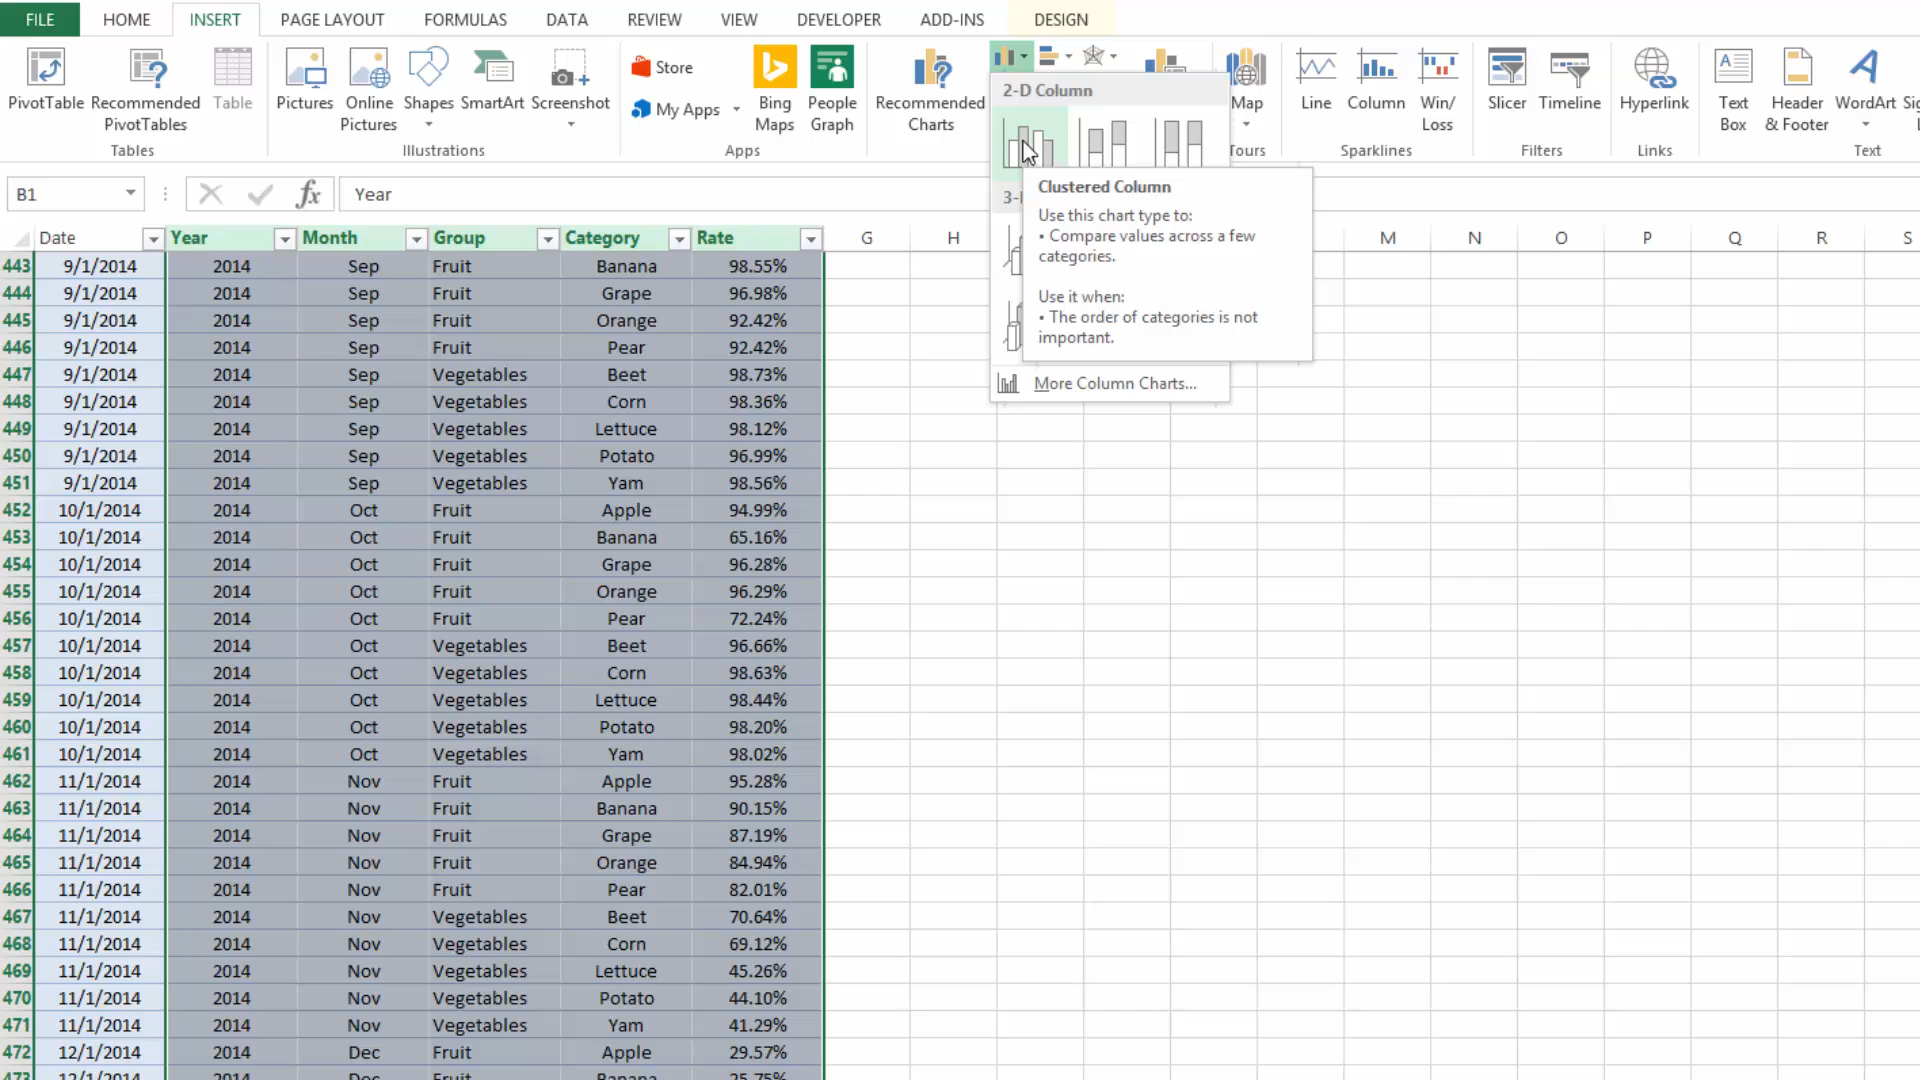 FILE HOME INSERT PAGE LAYOUT FORMULAS DATA REVIEW VIEW DEVELOPER ADD-INS DESIGN
PivotTable
Recommended
PivotTables
Table
Tables
Pictures
Online
Pictures
Shapes
SmartArt
Screenshot
Illustrations
Store
My Apps
Bing
Maps
People
Graph
Apps
Recommended
Charts
Map
Tours
Line
Column
Win/
Loss
Sparklines
Slicer
Timeline
Filters
Hyperlink
Links
Text
Box
Header
& Footer
WordArt
Text
2-D Column
Clustered Column
Use this chart type to:
• Compare values across a few
categories.
Use it when:
• The order of categories is not
important.
More Column Charts...
B1 fx Year
Date Year Month Group Category Rate G H M N O P Q R S
443 9/1/2014 2014 Sep Fruit Banana 98.55%
444 9/1/2014 2014 Sep Fruit Grape 96.98%
445 9/1/2014 2014 Sep Fruit Orange 92.42%
446 9/1/2014 2014 Sep Fruit Pear 92.42%
447 9/1/2014 2014 Sep Vegetables Beet 98.73%
448 9/1/2014 2014 Sep Vegetables Corn 98.36%
449 9/1/2014 2014 Sep Vegetables Lettuce 98.12%
450 9/1/2014 2014 Sep Vegetables Potato 96.99%
451 9/1/2014 2014 Sep Vegetables Yam 98.56%
452 10/1/2014 2014 Oct Fruit Apple 94.99%
453 10/1/2014 2014 Oct Fruit Banana 65.16%
454 10/1/2014 2014 Oct Fruit Grape 96.28%
455 10/1/2014 2014 Oct Fruit Orange 96.29%
456 10/1/2014 2014 Oct Fruit Pear 72.24%
457 10/1/2014 2014 Oct Vegetables Beet 96.66%
458 10/1/2014 2014 Oct Vegetables Corn 98.63%
459 10/1/2014 2014 Oct Vegetables Lettuce 98.44%
460 10/1/2014 2014 Oct Vegetables Potato 98.20%
461 10/1/2014 2014 Oct Vegetables Yam 98.02%
462 11/1/2014 2014 Nov Fruit Apple 95.28%
463 11/1/2014 2014 Nov Fruit Banana 90.15%
464 11/1/2014 2014 Nov Fruit Grape 87.19%
465 11/1/2014 2014 Nov Fruit Orange 84.94%
466 11/1/2014 2014 Nov Fruit Pear 82.01%
467 11/1/2014 2014 Nov Vegetables Beet 70.64%
468 11/1/2014 2014 Nov Vegetables Corn 69.12%
469 11/1/2014 2014 Nov Vegetables Lettuce 45.26%
470 11/1/2014 2014 Nov Vegetables Potato 44.10%
471 11/1/2014 2014 Nov Vegetables Yam 41.29%
472 12/1/2014 2014 Dec Fruit Apple 29.57%
473 12/1/2014 2014 Dec Fruit Banana 25.75%